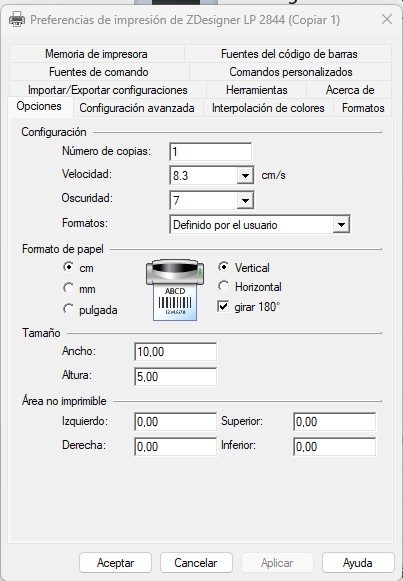 Preferencias de impresión de ZDesigner LP 2844 (Copiar 1)
Memoria de impresora Fuentes del código de barras
Fuentes de comando Comandos personalizados
Importar/Exportar configuraciones Herramientas Acerca de
Opciones Configuración avanzada Interpolación de colores Formatos
Configuración
Número de copias: 1
Velocidad: 8.3 cm/s
Oscuridad: 7
Formatos: Definido por el usuario
Formato de papel
cm Vertical
mm Horizontal
pulgada girar 180°
ABCD
12345678
Tamaño
Ancho: 10,00
Altura: 5,00
Área no imprimible
Izquierdo: 0,00 Superior: 0,00
Derecha: 0,00 Inferior: 0,00
Aceptar Cancelar Aplicar Ayuda